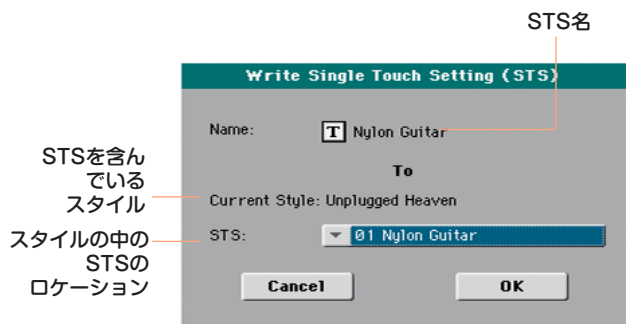 STS名
Write Single Touch Setting (STS)
Name: T Nylon Guitar
To
STSを含ん
でいる
スタイル
Current Style: Unplugged Heaven
スタイルの中の
STSの
ロケーション
STS: 01 Nylon Guitar
Cancel OK